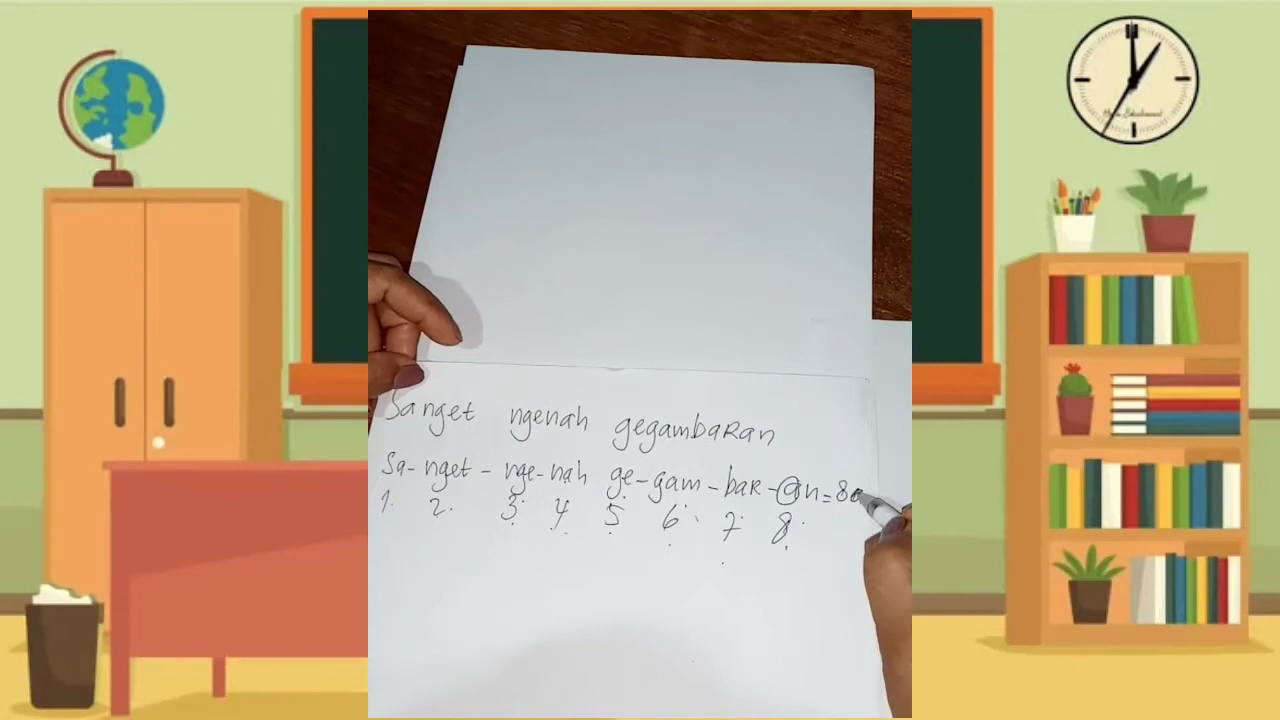 Sanget ngenah gegambaran
Sa - nget - nge - nah ge - gam - bar - an = 8a
1. 2. 3. 4. 5. 6. 7. 8.